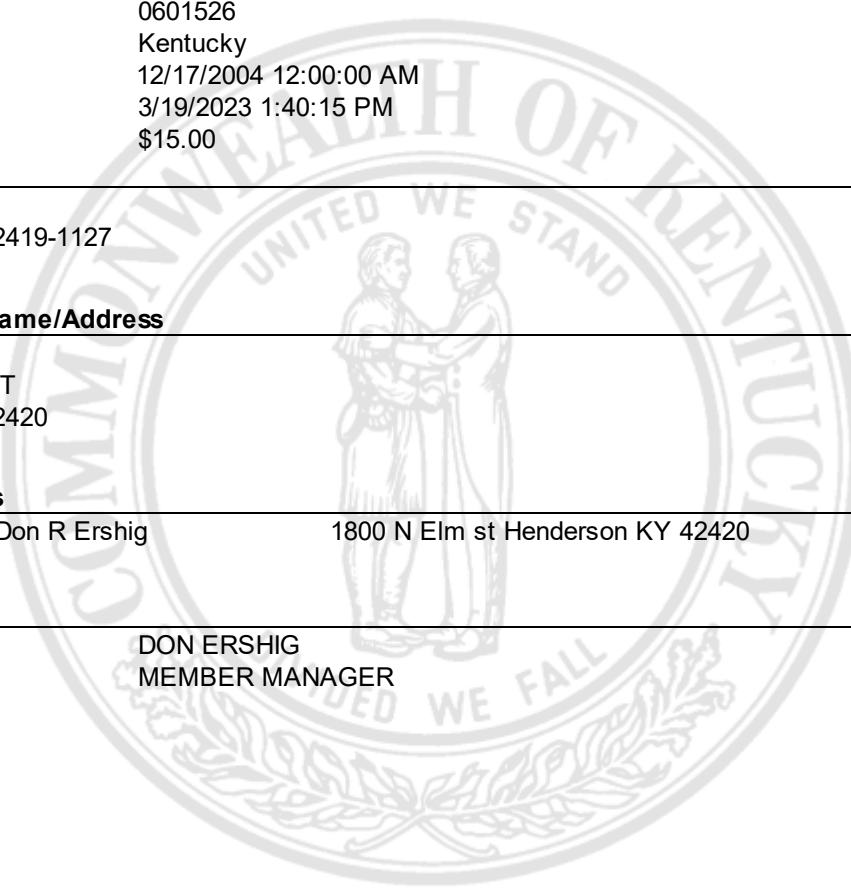 0601526
Kentucky
12/17/2004 12:00:00 AM
3/19/2023 1:40:15 PM
$15.00
2419-1127
ame/Address
T
2420
s
Don R Ershig 1800 N Elm st Henderson KY 42420
DON ERSHIG
MEMBER MANAGER
COMMONWEALTH OF KENTUCKY
UNITED WE STAND
DIVIDED WE FALL